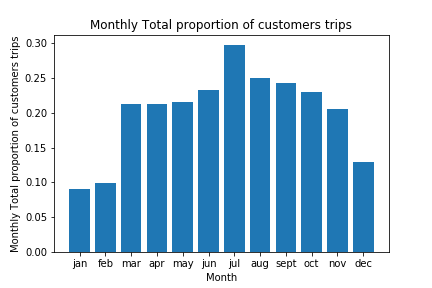 Monthly Total proportion of customers trips
Monthly Total proportion of customers trips
0.30
0.25
0.20
0.15
0.10
0.05
0.00
jan feb mar apr may jun jul aug sept oct nov dec
Month